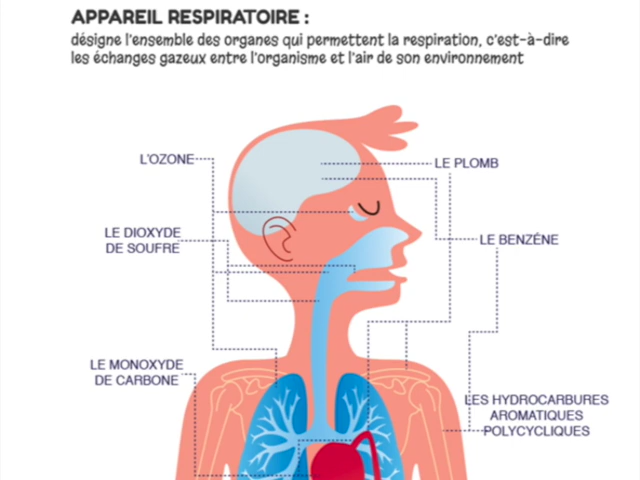 APPAREIL RESPIRATOIRE :
désigne l'ensemble des organes qui permettent la respiration, c'est-à-dire
les échanges gazeux entre l'organisme et l'air de son environnement
L'OZONE
LE PLOMB
LE DIOXYDE
DE SOUFRE
LE BENZÉNE
LE MONOXYDE
DE CARBONE
LES HYDROCARBURES
AROMATIQUES
POLYCYCLIQUES